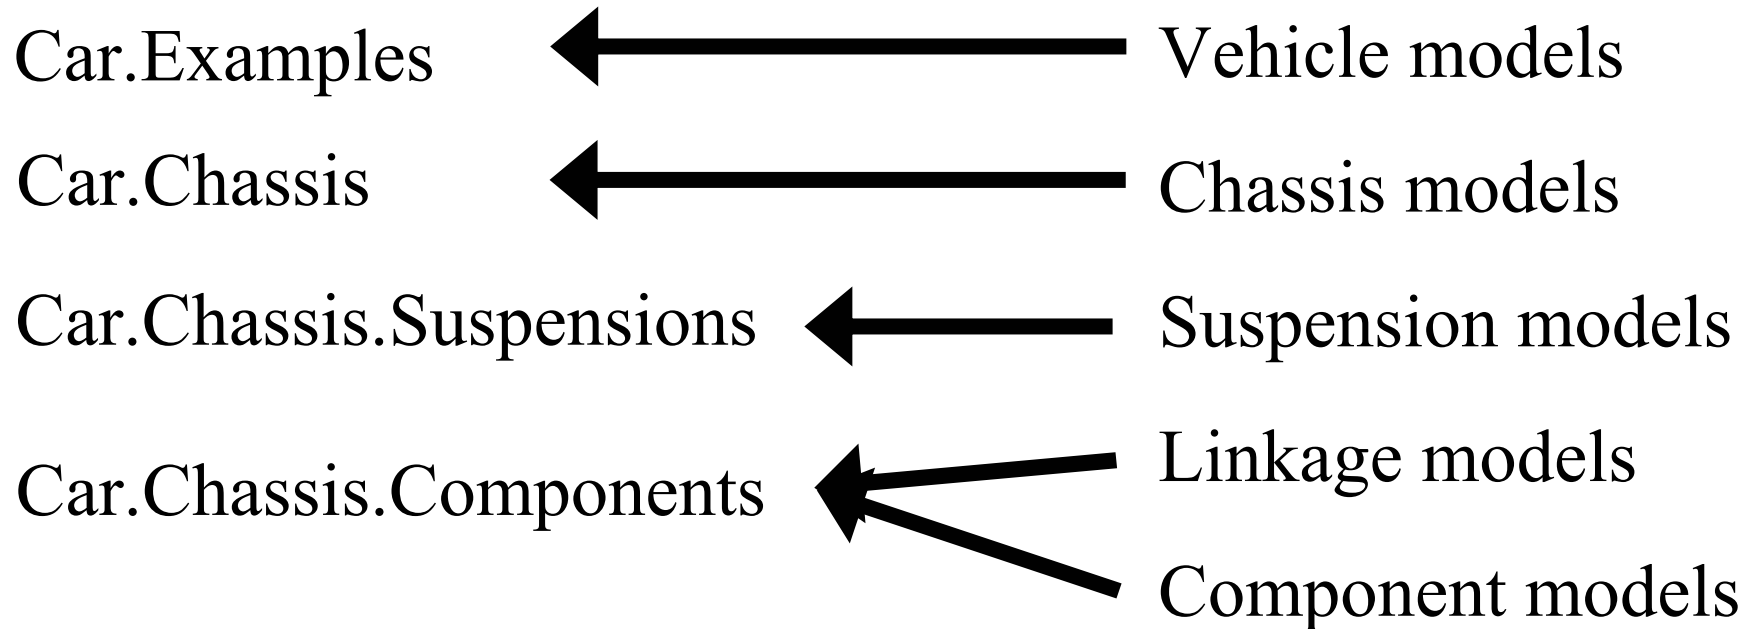 Car.Examples
Vehicle models
Car.Chassis
Chassis models
Car.Chassis.Suspensions
Suspension models
Linkage models
Car.Chassis.Components
Component models